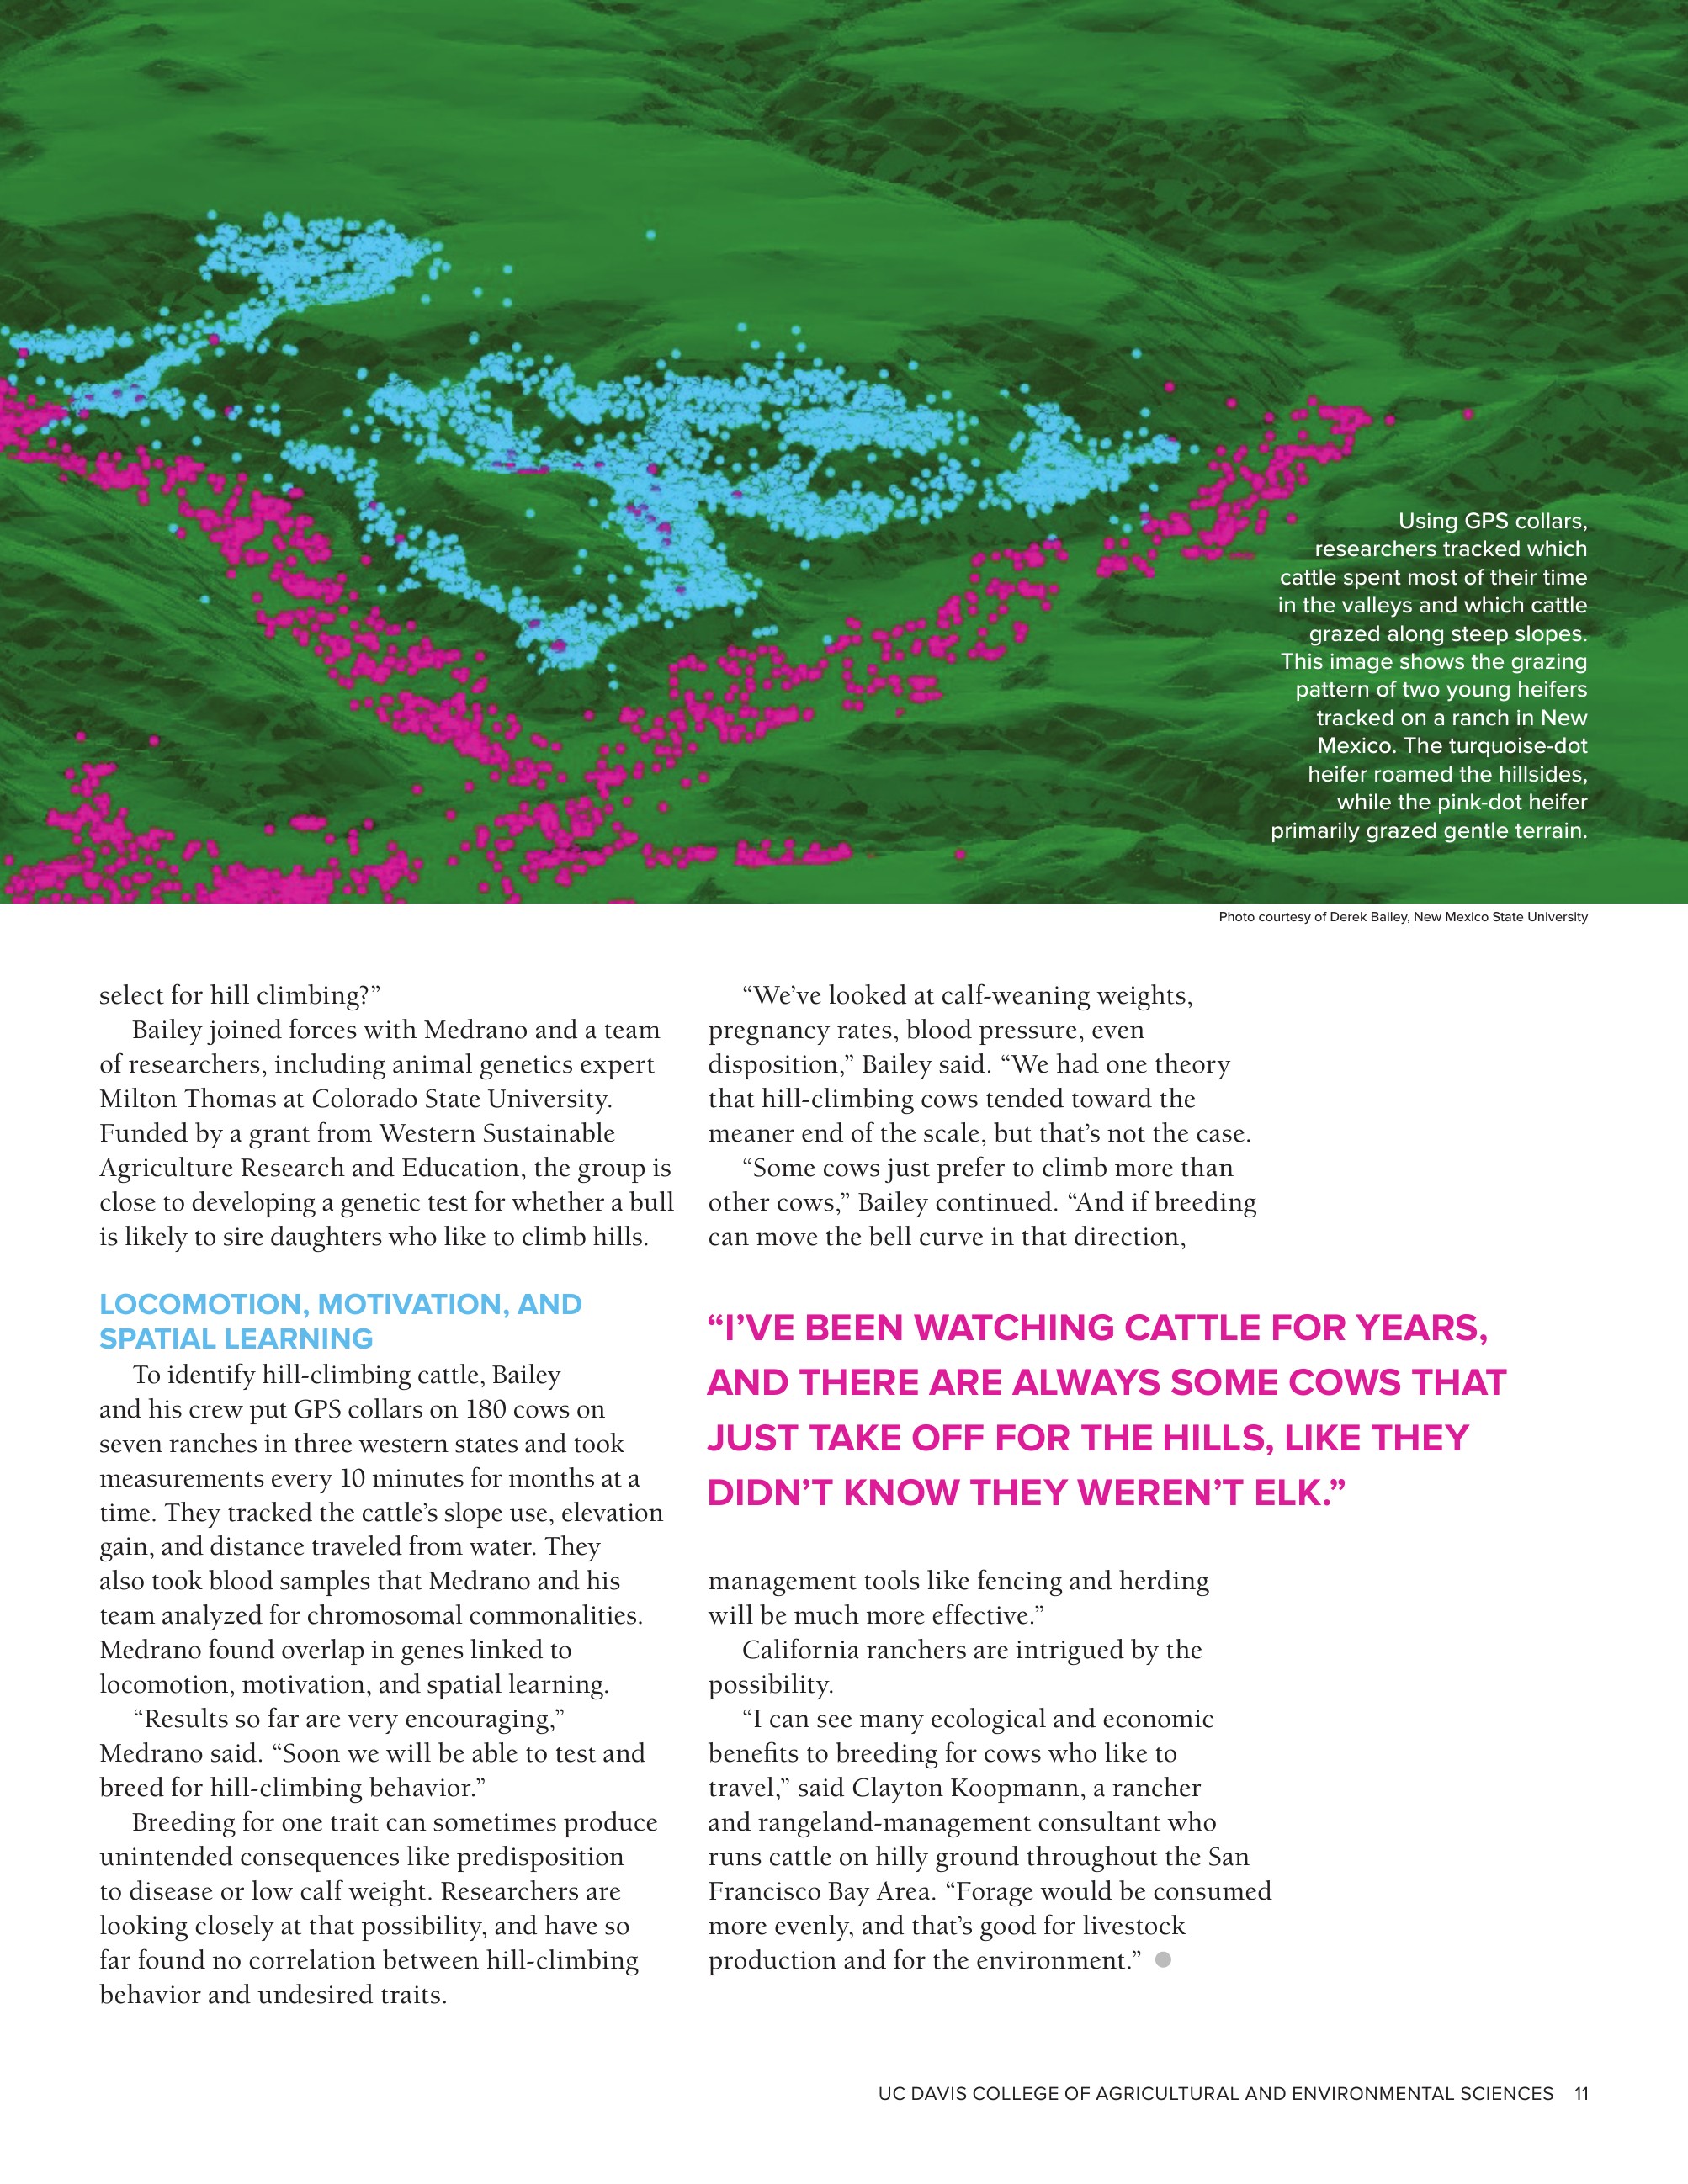 Using GPS collars,
researchers tracked which
cattle spent most of their time
in the valleys and which cattle
grazed along steep slopes.
This image shows the grazing
pattern of two young heifers
tracked on a ranch in New
Mexico. The turquoise-dot
heifer roamed the hillsides,
while the pink-dot heifer
primarily grazed gentle terrain.
Photo courtesy of Derek Bailey, New Mexico State University
select for hill climbing?”
Bailey joined forces with Medrano and a team
of researchers, including animal genetics expert
Milton Thomas at Colorado State University.
Funded by a grant from Western Sustainable
Agriculture Research and Education, the group is
close to developing a genetic test for whether a bull
is likely to sire daughters who like to climb hills.
LOCOMOTION, MOTIVATION, AND
SPATIAL LEARNING
To identify hill-climbing cattle, Bailey
and his crew put GPS collars on 180 cows on
seven ranches in three western states and took
measurements every 10 minutes for months at a
time. They tracked the cattle’s slope use, elevation
gain, and distance traveled from water. They
also took blood samples that Medrano and his
team analyzed for chromosomal commonalities.
Medrano found overlap in genes linked to
locomotion, motivation, and spatial learning.
“Results so far are very encouraging,”
Medrano said. “Soon we will be able to test and
breed for hill-climbing behavior.”
Breeding for one trait can sometimes produce
unintended consequences like predisposition
to disease or low calf weight. Researchers are
looking closely at that possibility, and have so
far found no correlation between hill-climbing
behavior and undesired traits.
“We’ve looked at calf-weaning weights,
pregnancy rates, blood pressure, even
disposition,” Bailey said. “We had one theory
that hill-climbing cows tended toward the
meaner end of the scale, but that’s not the case.
“Some cows just prefer to climb more than
other cows,” Bailey continued. “And if breeding
can move the bell curve in that direction,
“I’VE BEEN WATCHING CATTLE FOR YEARS,
AND THERE ARE ALWAYS SOME COWS THAT
JUST TAKE OFF FOR THE HILLS, LIKE THEY
DIDN’T KNOW THEY WEREN’T ELK.”
management tools like fencing and herding
will be much more effective.”
California ranchers are intrigued by the
possibility.
“I can see many ecological and economic
benefits to breeding for cows who like to
travel,” said Clayton Koopmann, a rancher
and rangeland-management consultant who
runs cattle on hilly ground throughout the San
Francisco Bay Area. “Forage would be consumed
more evenly, and that’s good for livestock
production and for the environment.”
UC DAVIS COLLEGE OF AGRICULTURAL AND ENVIRONMENTAL SCIENCES 11